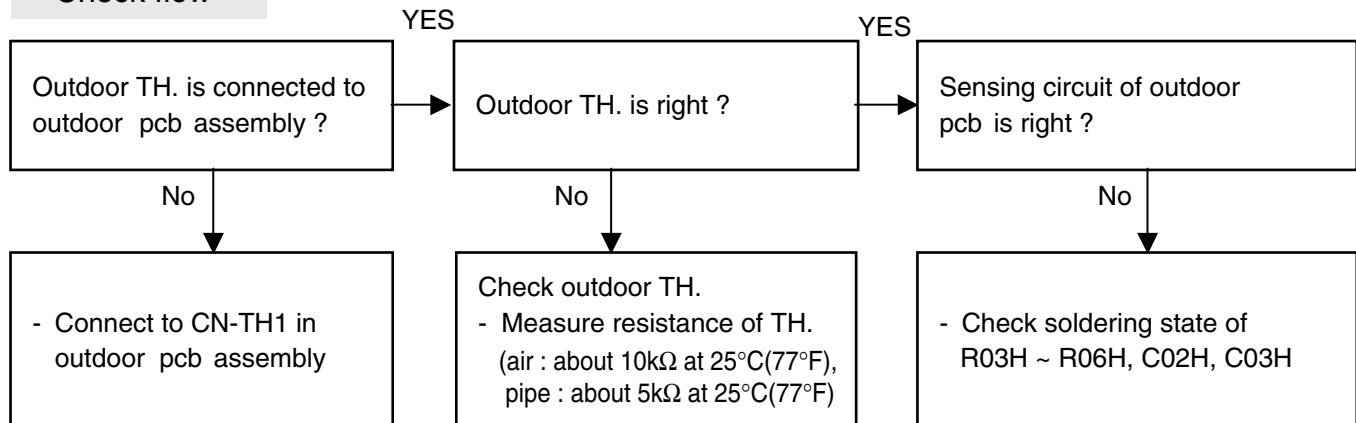 Check flow
YES
YES
Outdoor TH. is connected to
outdoor pcb assembly ?
Outdoor TH. is right ?
Sensing circuit of outdoor
pcb is right ?
No
No
No
- Connect to CN-TH1 in
outdoor pcb assembly
Check outdoor TH.
- Measure resistance of TH.
(air : about 10kΩ at 25°C(77°F),
pipe : about 5kΩ at 25°C(77°F)
- Check soldering state of
R03H ~ R06H, C02H, C03H